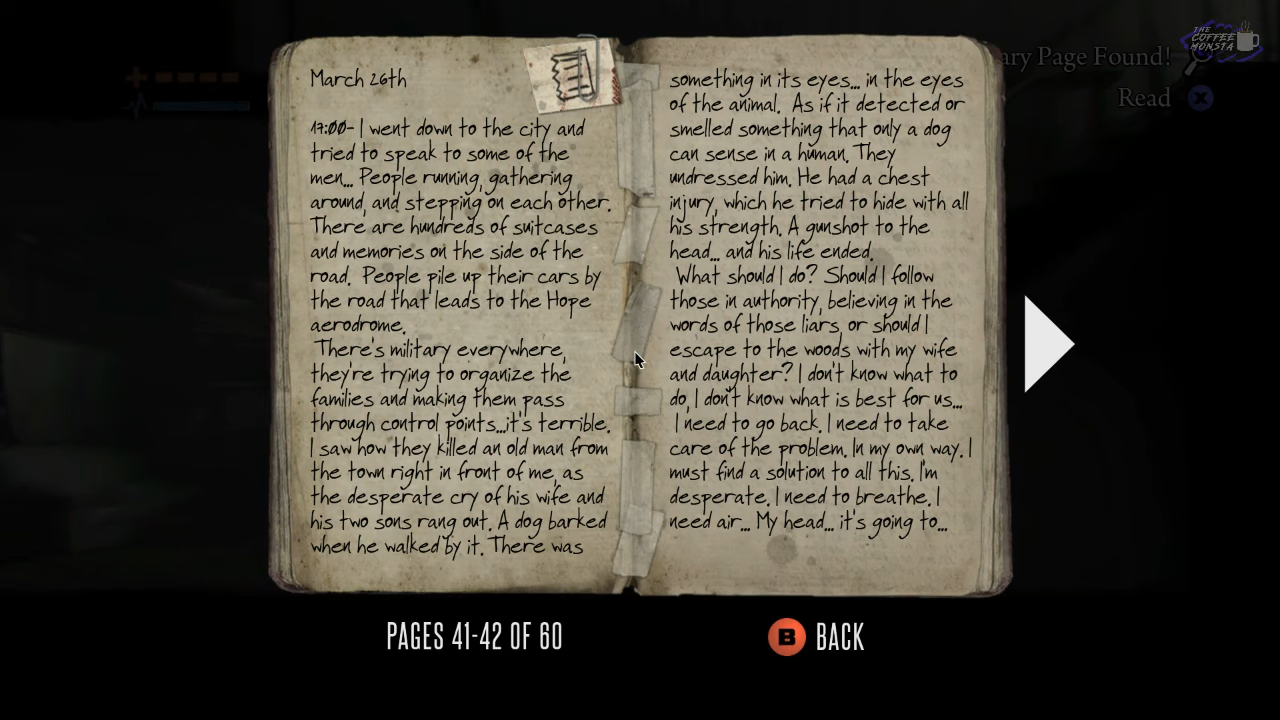 THE
COFFEE
MONSTA
ary Page Found!
Read X
March 26th
17:00- I went down to the city and
tried to speak to some of the
men... People running, gathering
around, and stepping on each other.
There are hundreds of suitcases
and memories on the side of the
road. People pile up their cars by
the road that leads to the Hope
aerodrome.
There's military everywhere,
they're trying to organize the
families and making them pass
through control points...it's terrible.
I saw how they killed an old man from
the town right in front of me, as
the desperate cry of his wife and
his two sons rang out. A dog barked
when he walked by it. There was
something in its eyes... in the eyes
of the animal. As if it detected or
smelled something that only a dog
can sense in a human. They
undressed him. He had a chest
injury, which he tried to hide with all
his strength. A gunshot to the
head... and his life ended.
What should I do? Should I follow
those in authority, believing in the
words of those liars, or should I
escape to the woods with my wife
and daughter? I don't know what to
do, I don't know what is best for us...
I need to go back. I need to take
care of the problem. In my own way. I
must find a solution to all this. I'm
desperate. I need to breathe. I
need air... My head... it's going to...
PAGES 41-42 OF 60
B BACK